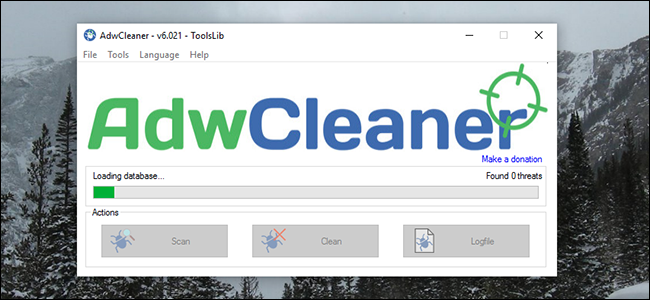 AdwCleaner - v6.021 - ToolsLib
File Tools Language Help
AdwCleaner
Make a donation
Loading database... Found 0 threats
Actions
Scan Clean Logfile